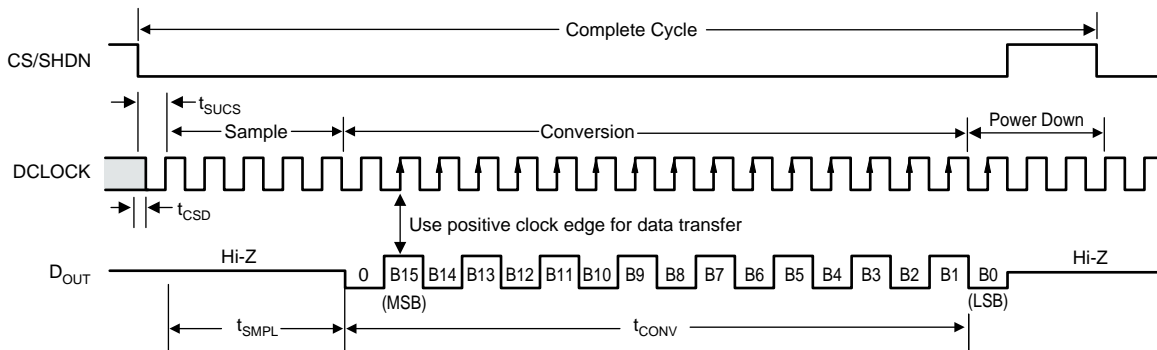 Complete Cycle
CS/SHDN
tSUCS
Sample
Conversion
Power Down
DCLOCK
tCSD
Use positive clock edge for data transfer
Hi-Z
Hi-Z
DOUT
0 B15 B14 B13 B12 B11 B10 B9 B8 B7 B6 B5 B4 B3 B2 B1 B0
(MSB)
(LSB)
tSMPL
tCONV